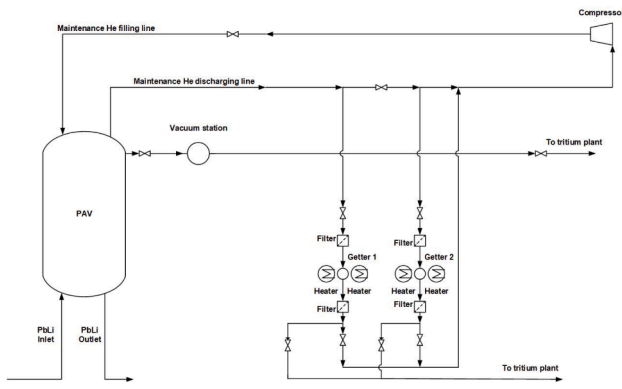 Compressor
Maintenance He filling line
Maintenance He discharging line
Vacuum station
To tritium plant
PAV
Filter
Filter
Getter 1
Getter 2
Heater
Heater
Heater
Heater
Filter
Filter
PbLi
Inlet
PbLi
Outlet
To tritium plant